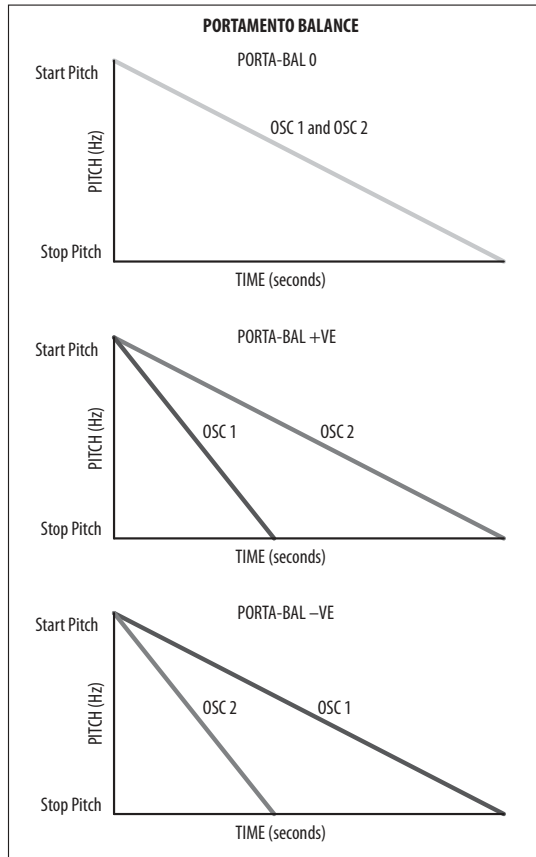 PORTAMENTO BALANCE
PORTA-BAL 0
Start Pitch
OSC 1 and OSC 2
PITCH (Hz)
Stop Pitch
TIME (seconds)
PORTA-BAL +VE
Start Pitch
OSC 1
OSC 2
PITCH (Hz)
Stop Pitch
TIME (seconds)
PORTA-BAL –VE
Start Pitch
OSC 2
OSC 1
PITCH (Hz)
Stop Pitch
TIME (seconds)